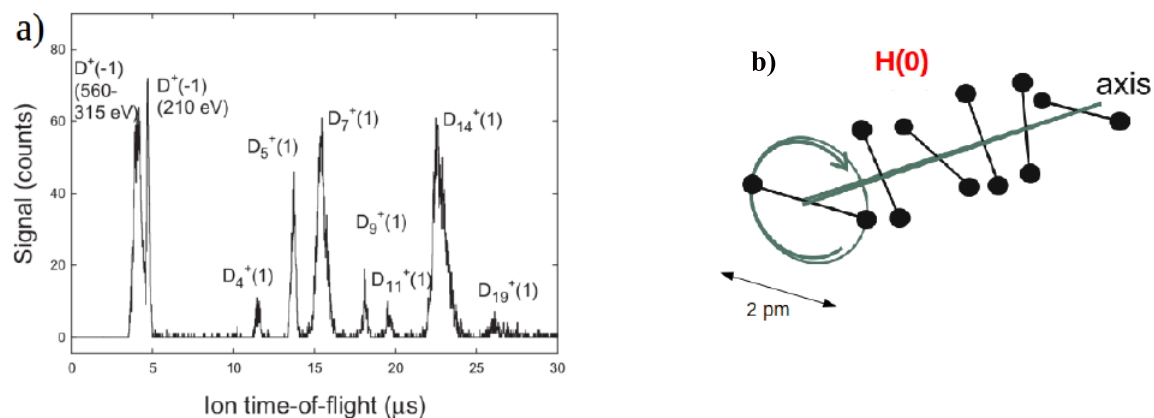 a)
80
60
40
20
0
Signal (counts)
D⁺(-1)
(560-
315 eV)
D⁺(-1)
(210 eV)
D₄⁺(1)
D₅⁺(1)
D₇⁺(1)
D₉⁺(1)
D₁₁⁺(1)
D₁₄⁺(1)
D₁₉⁺(1)
0 5 10 15 20 25 30
Ion time-of-flight (μs)
b)
H(0)
axis
2 pm